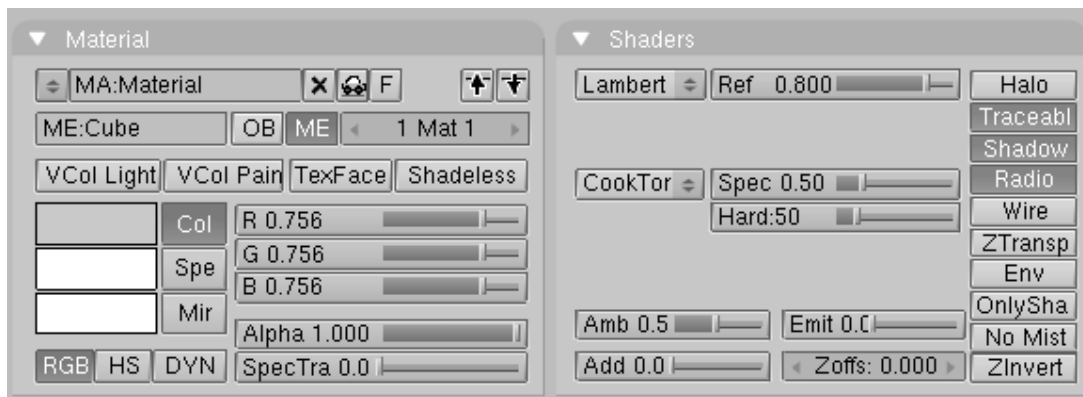 Material
MA:Material F
ME:Cube OB ME 1 Mat 1
VCol Light VCol Pain TexFace Shadeless
Col R 0.756
G 0.756
Spe
B 0.756
Mir
Alpha 1.000
RGB HS DYN SpecTra 0.0
Shaders
Lambert Ref 0.800 Halo
Traceabl
Shadow
CookTor Spec 0.50 Radio
Hard:50 Wire
ZTransp
Env
OnlySha
Amb 0.5 Emit 0.0 No Mist
Add 0.0 Zoffs: 0.000 ZInvert